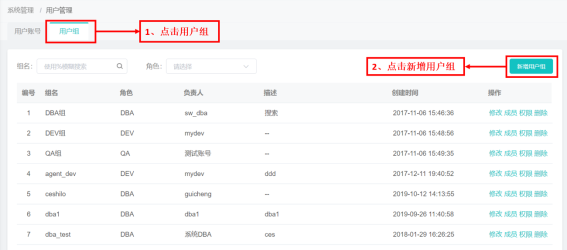 系统管理 / 用户管理
用户账号 用户组
1、点击用户组
2、点击新增用户组
组名： 角色： 请选择 新增用户组
编号 组名 角色 负责人 描述 创建时间 操作
1 DBA组 DBA sw_dba 搜索 2017-11-06 15:46:36 修改 成员 权限 删除
2 DEV组 DEV mydev -- 2017-11-06 15:48:56 修改 成员 权限 删除
3 QA组 QA 测试账号 -- 2017-11-06 15:49:35 修改 成员 权限 删除
4 agent_dev DEV mydev ddd 2017-12-11 19:40:52 修改 成员 权限 删除
5 ceshilo DBA guicheng -- 2019-10-12 14:13:55 修改 成员 权限 删除
6 dba1 DBA dba1 dba1 2019-09-26 11:40:58 修改 成员 权限 删除
7 dba_test DBA 系统DBA ces 2018-01-29 16:26:25 修改 成员 权限 删除